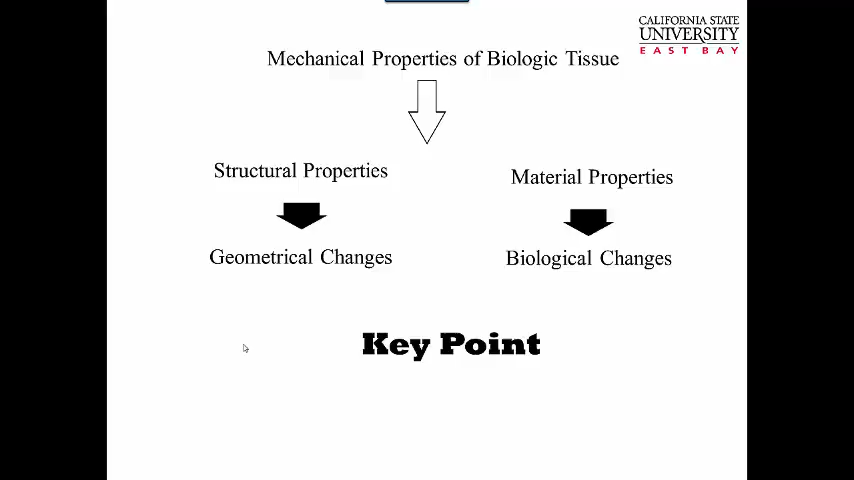 CALIFORNIA STATE
UNIVERSITY
EAST BAY
Mechanical Properties of Biologic Tissue
Structural Properties
Material Properties
Geometrical Changes
Biological Changes
Key Point